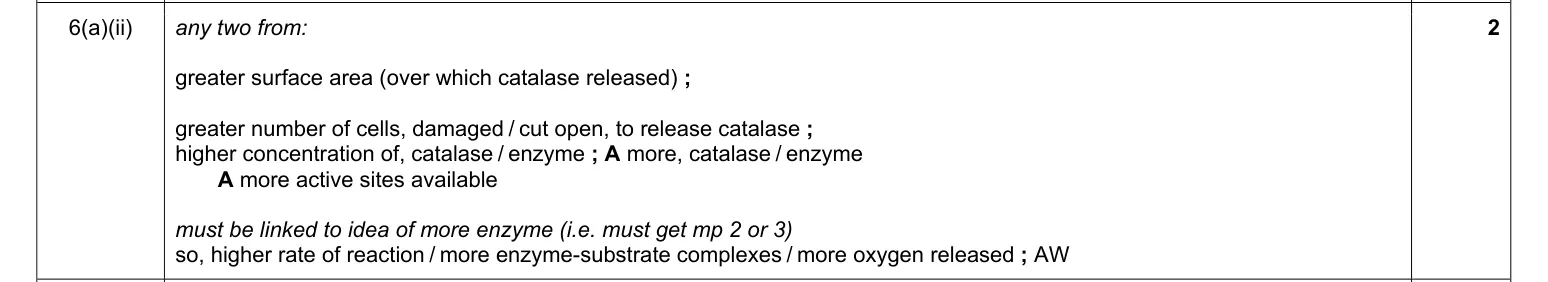 6(a)(ii) any two from: 2
greater surface area (over which catalase released) ;
greater number of cells, damaged / cut open, to release catalase ;
higher concentration of, catalase / enzyme ; A more, catalase / enzyme
A more active sites available
must be linked to idea of more enzyme (i.e. must get mp 2 or 3)
so, higher rate of reaction / more enzyme-substrate complexes / more oxygen released ; AW